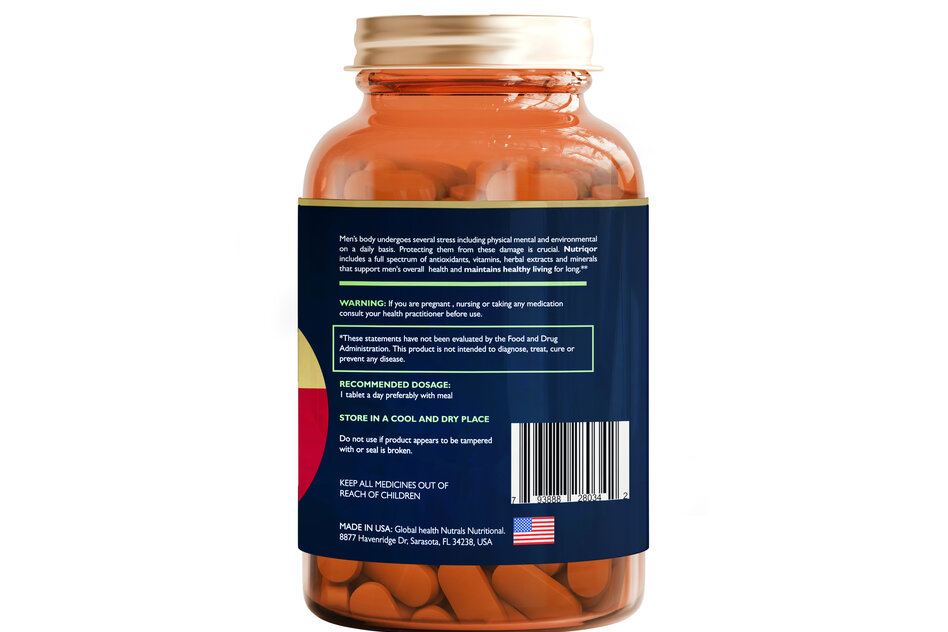 Men's body undergoes several stress including physical mental and environmental
on a daily basis. Protecting them from these damage is crucial. Nutriqor
includes a full spectrum of antioxidants, vitamins, herbal extracts and minerals
that support men's overall health and maintains healthy living for long.**
WARNING: If you are pregnant , nursing or taking any medication
consult your health practitioner before use.
*These statements have not been evaluated by the Food and Drug
Administration. This product is not intended to diagnose, treat, cure or
prevent any disease.
RECOMMENDED DOSAGE:
1 tablet a day preferably with meal
STORE IN A COOL AND DRY PLACE
Do not use if product appears to be tampered
with or seal is broken.
KEEP ALL MEDICINES OUT OF
REACH OF CHILDREN
7 93888 28034 2
MADE IN USA: Global health Nutrals Nutritional.
8877 Havenridge Dr, Sarasota, FL 34238, USA